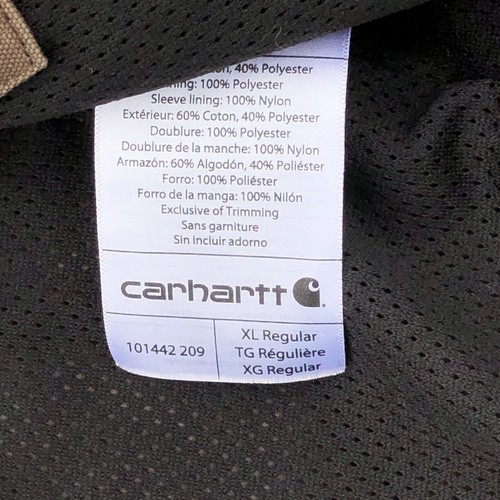 40% Polyester
100% Polyester
Sleeve lining: 100% Nylon
Extérieur: 60% Coton, 40% Polyester
Doublure: 100% Polyester
Doublure de la manche: 100% Nylon
Armazón: 60% Algodón, 40% Poliéster
Forro: 100% Poliéster
Forro de la manga: 100% Nilón
Exclusive of Trimming
Sans garniture
Sin incluir adorno
carhartt
101442 209
XL Regular
TG Régulière
XG Regular